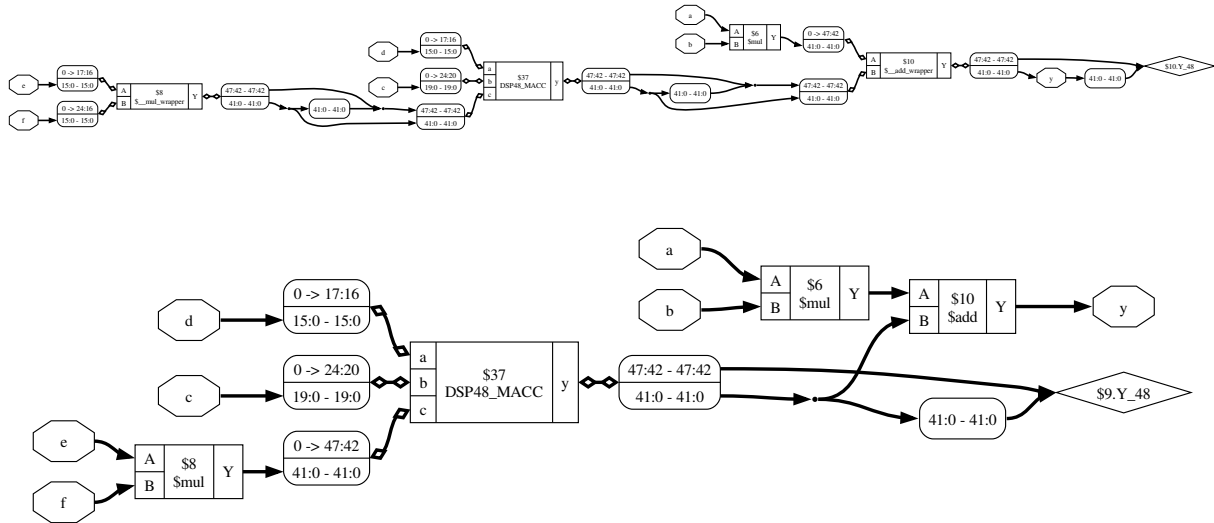 a
b
A
B
$6
$mul
Y
0 -> 47:42
41:0 - 41:0
d
0 -> 17:16
15:0 - 15:0
c
0 -> 24:20
19:0 - 19:0
a
b
c
$37
DSP48_MACC
y
47:42 - 47:42
41:0 - 41:0
41:0 - 41:0
47:42 - 47:42
41:0 - 41:0
A
B
$10
$__add_wrapper
Y
47:42 - 47:42
41:0 - 41:0
y
41:0 - 41:0
$10.Y_48
e
0 -> 17:16
15:0 - 15:0
f
0 -> 24:16
15:0 - 15:0
A
B
$8
$__mul_wrapper
Y
47:42 - 47:42
41:0 - 41:0
41:0 - 41:0
47:42 - 47:42
41:0 - 41:0
a
b
A
B
$6
$mul
Y
A
B
$10
$add
Y
y
d
0 -> 17:16
15:0 - 15:0
c
0 -> 24:20
19:0 - 19:0
a
b
c
$37
DSP48_MACC
y
47:42 - 47:42
41:0 - 41:0
41:0 - 41:0
$9.Y_48
e
f
A
B
$8
$mul
Y
0 -> 47:42
41:0 - 41:0